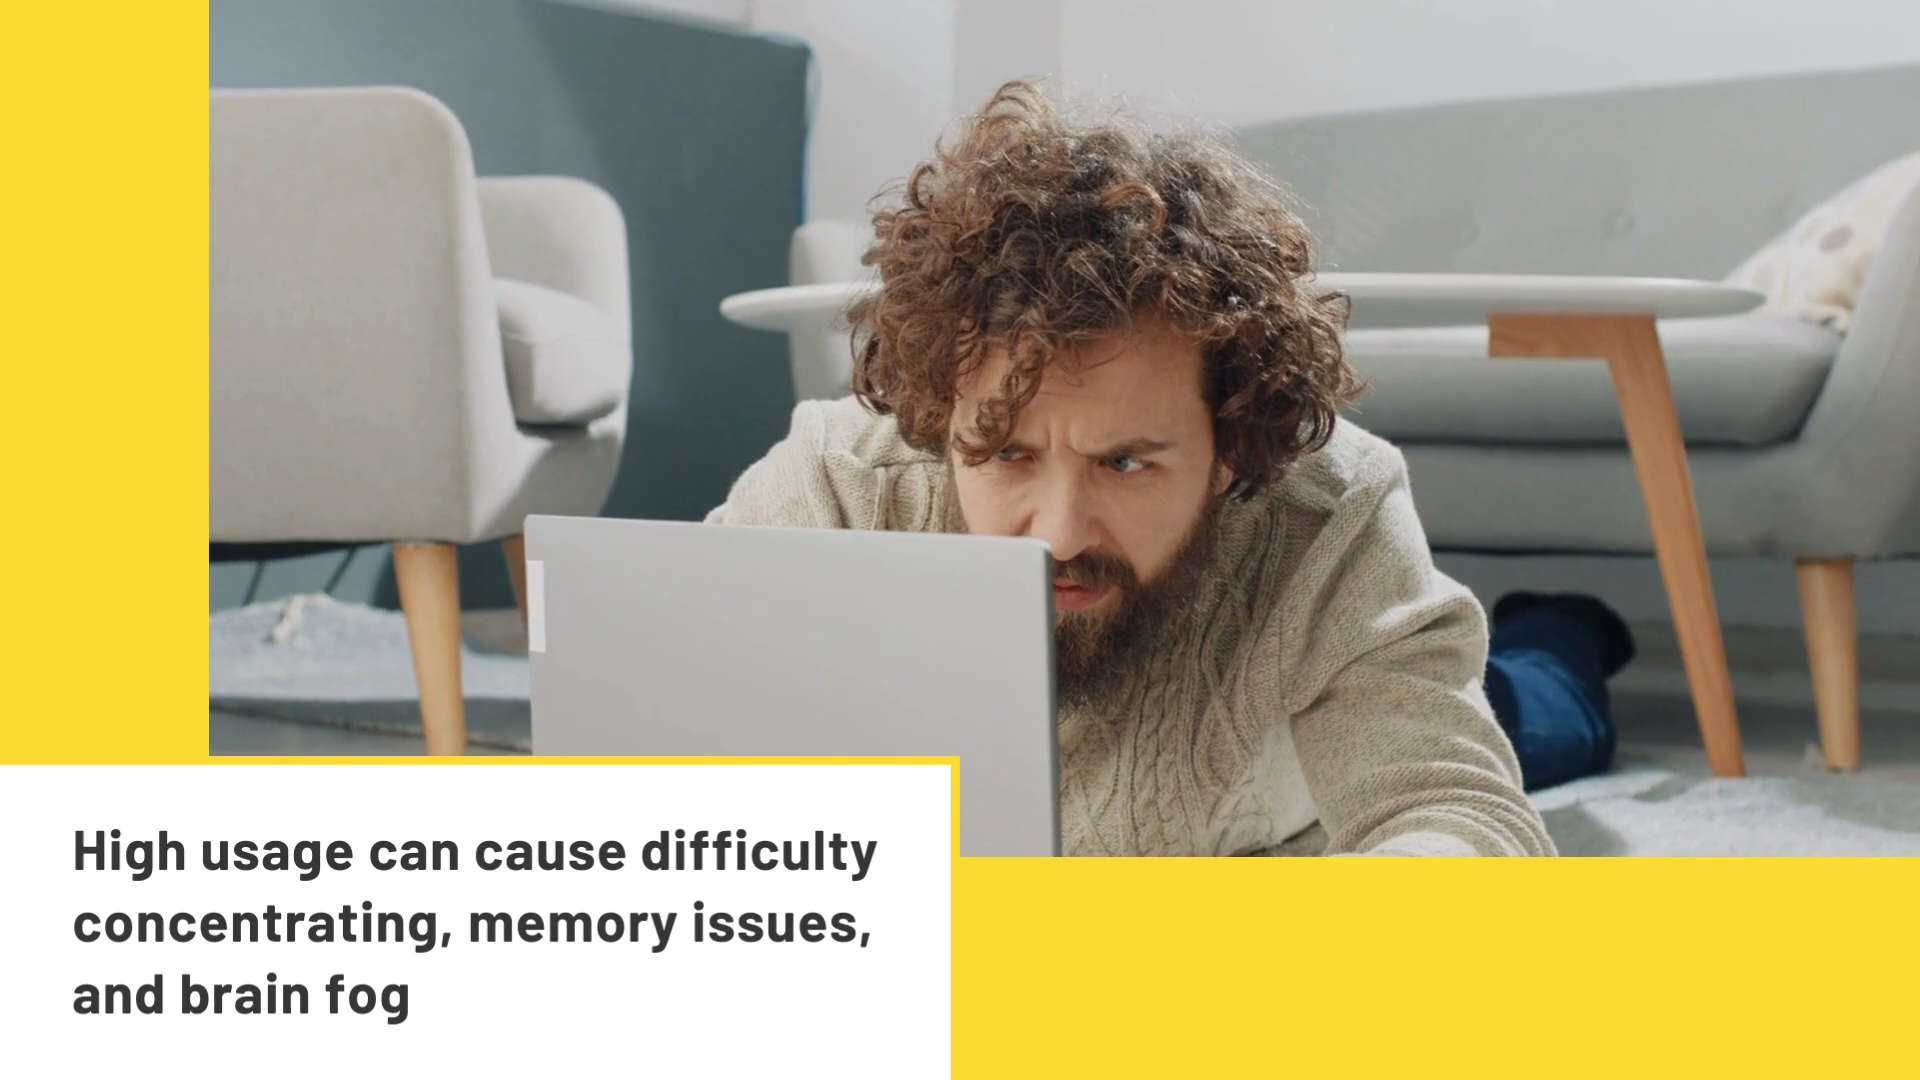 High usage can cause difficulty
concentrating, memory issues,
and brain fog